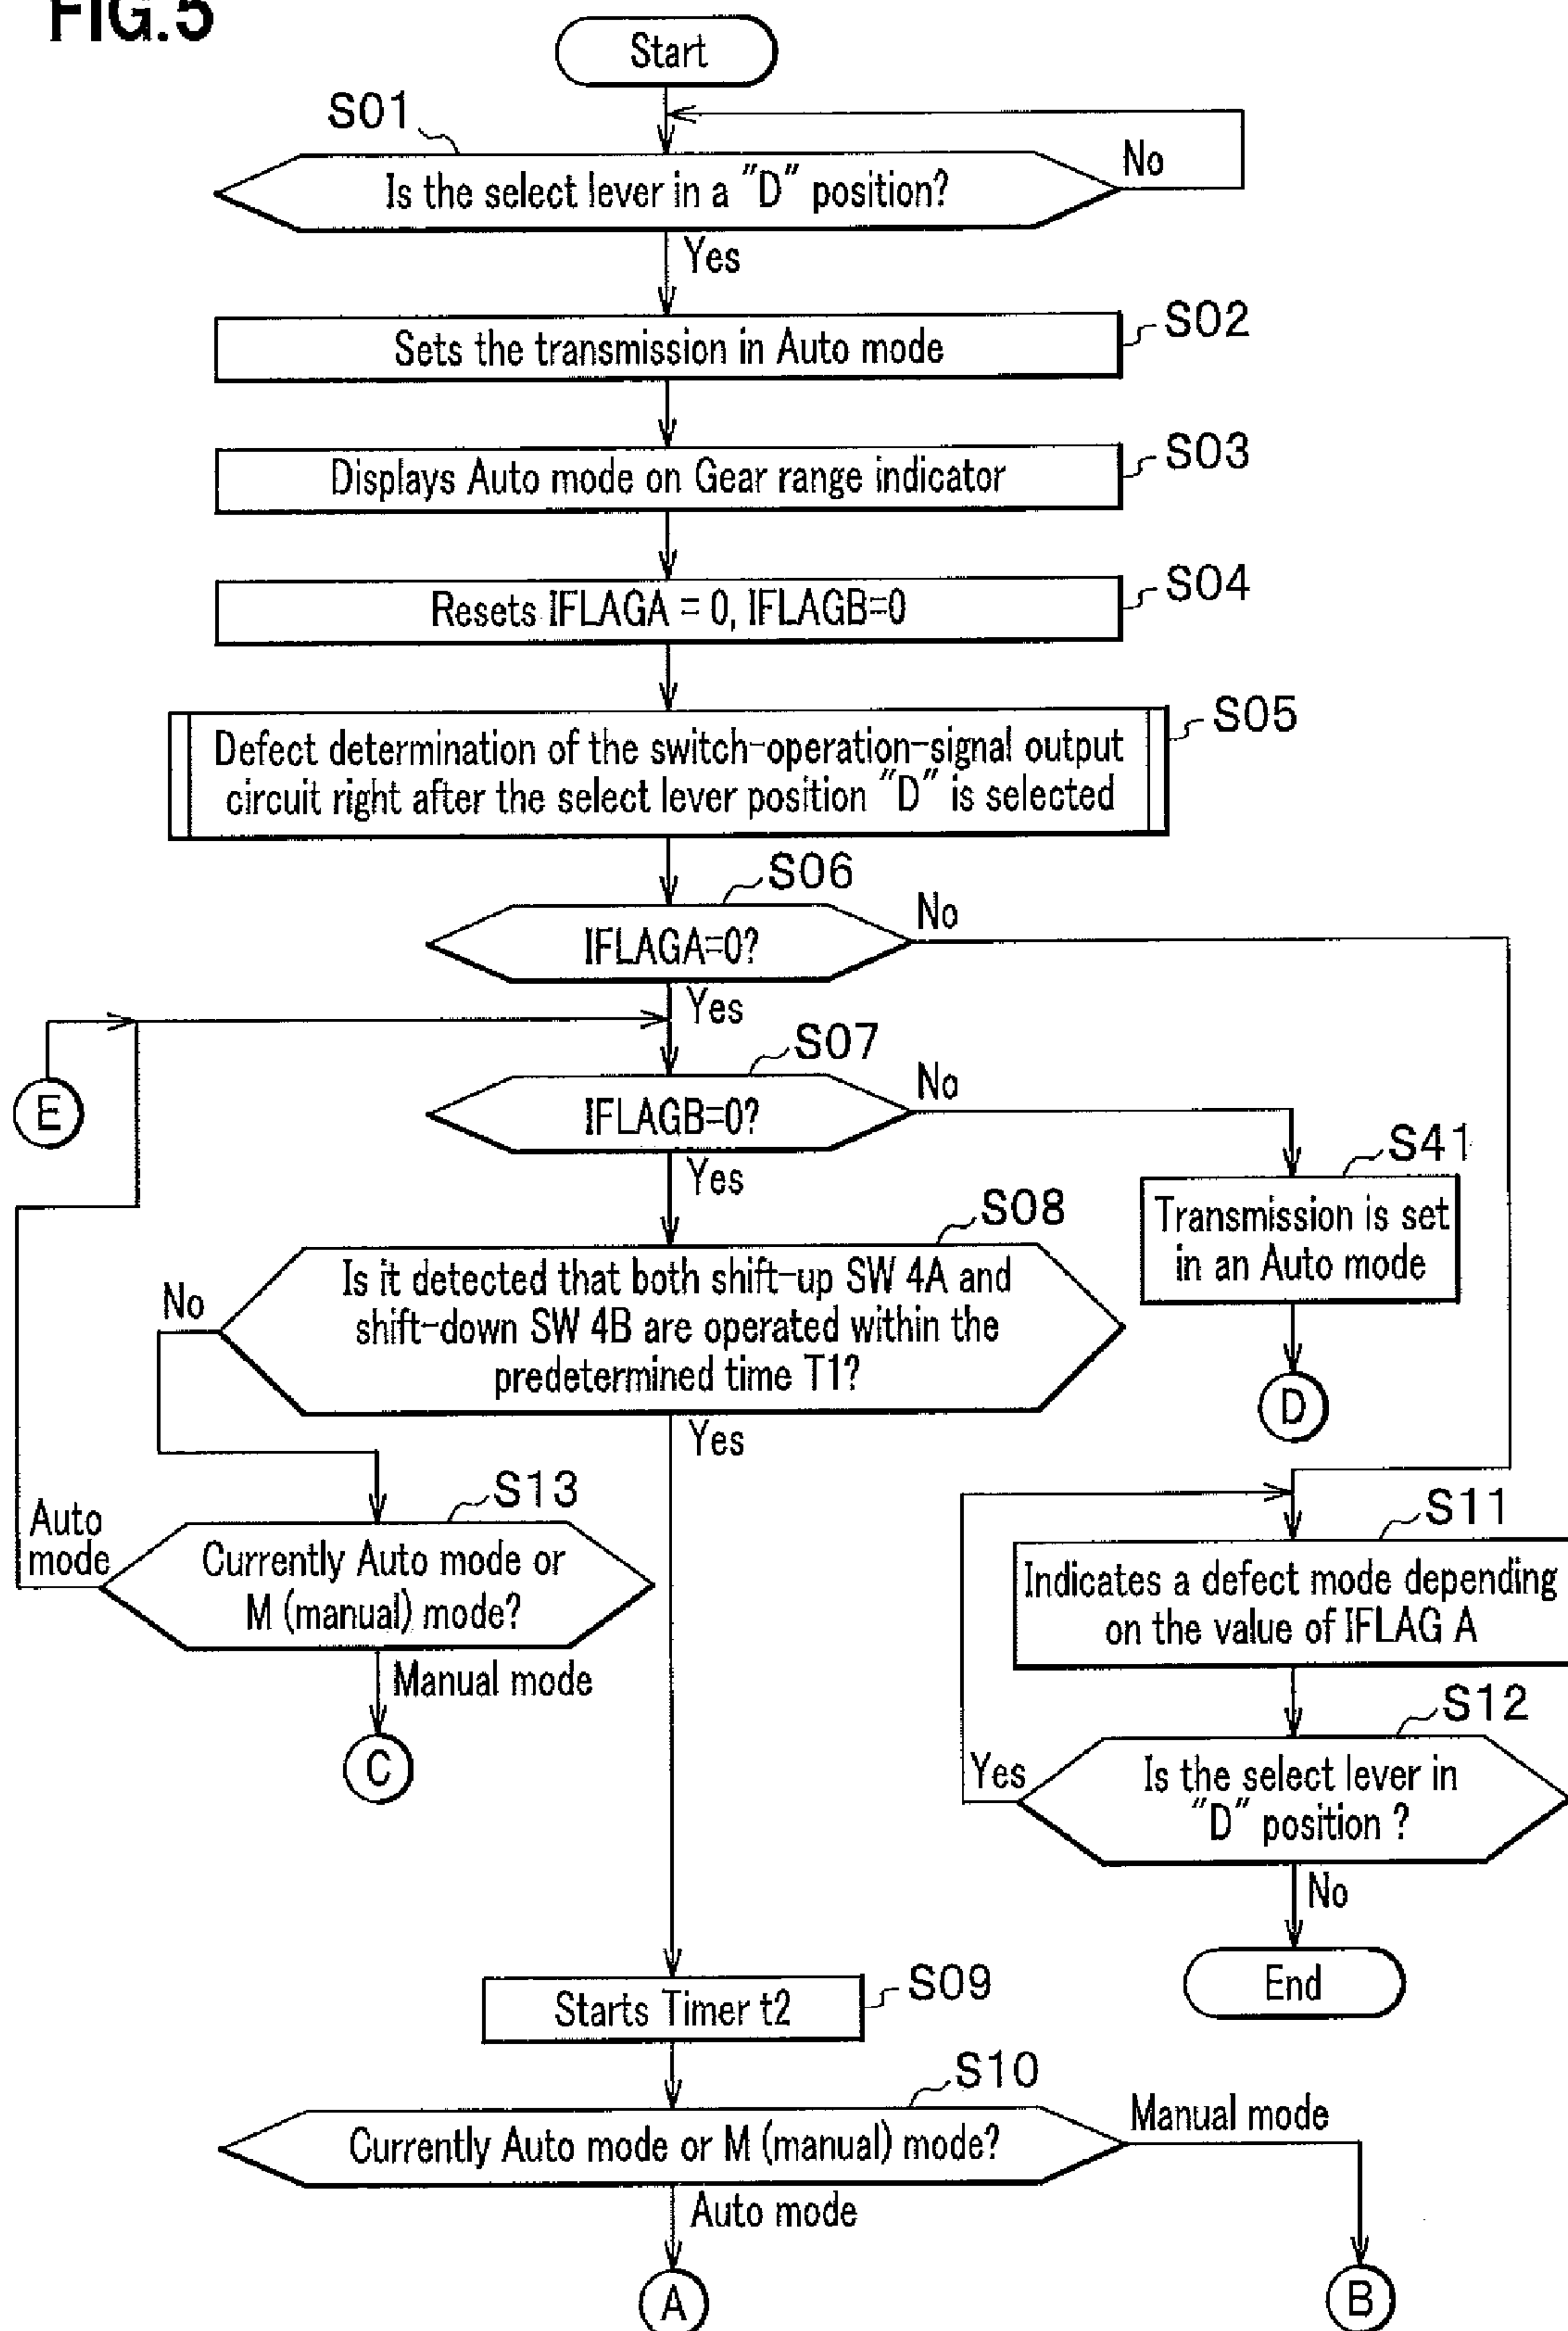 FIG.5
Start
S01
Is the select lever in a "D" position?
No
Yes
Sets the transmission in Auto mode
S02
Displays Auto mode on Gear range indicator
S03
Resets IFLAGA = 0, IFLAGB=0
S04
Defect determination of the switch-operation-signal output
circuit right after the select lever position "D" is selected
S05
S06
IFLAGA=0?
No
Yes
E
S07
IFLAGB=0?
No
Yes
S41
Transmission is set
in an Auto mode
D
S08
Is it detected that both shift-up SW 4A and
shift-down SW 4B are operated within the
predetermined time T1?
No
Yes
S13
Auto
mode
Currently Auto mode or
M (manual) mode?
Manual mode
C
S11
Indicates a defect mode depending
on the value of IFLAG A
S12
Yes
Is the select lever in
"D" position ?
No
End
Starts Timer t2
S09
S10
Currently Auto mode or M (manual) mode?
Manual mode
Auto mode
A
B